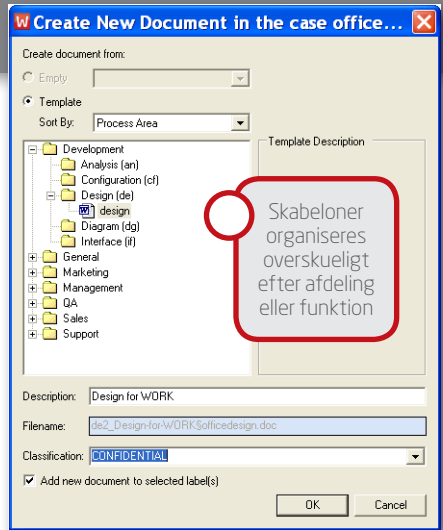 W Create New Document in the case office...
Create document from:
Empty
Template
Sort By: Process Area
Template Description
Development
Analysis (an)
Configuration (cf)
Design (de)
design
Diagram (dg)
Interface (if)
General
Marketing
Management
QA
Sales
Support
Skabeloner
organiseres
overskueligt
efter afdeling
eller funktion
Description: Design for WORK
Filename: de2_Design-for-WORK§officedesign.doc
Classification: CONFIDENTIAL
Add new document to selected label(s)
OK Cancel